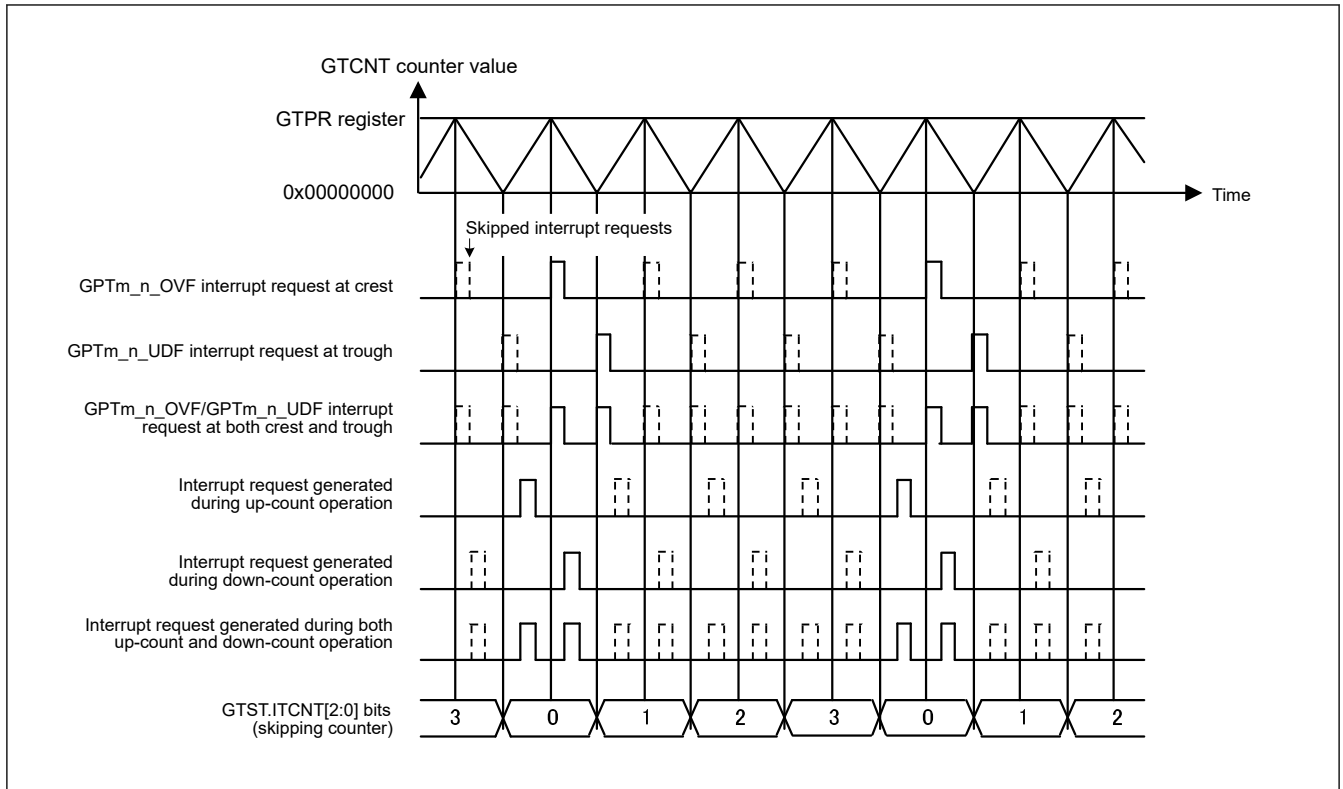 GTCNT counter value
GTPR register
0x00000000
Time
Skipped interrupt requests
GPTm_n_OVF interrupt request at crest
GPTm_n_UDF interrupt request at trough
GPTm_n_OVF/GPTm_n_UDF interrupt
request at both crest and trough
Interrupt request generated
during up-count operation
Interrupt request generated
during down-count operation
Interrupt request generated during both
up-count and down-count operation
GTST.ITCNT[2:0] bits
(skipping counter)
3 0 1 2 3 0 1 2